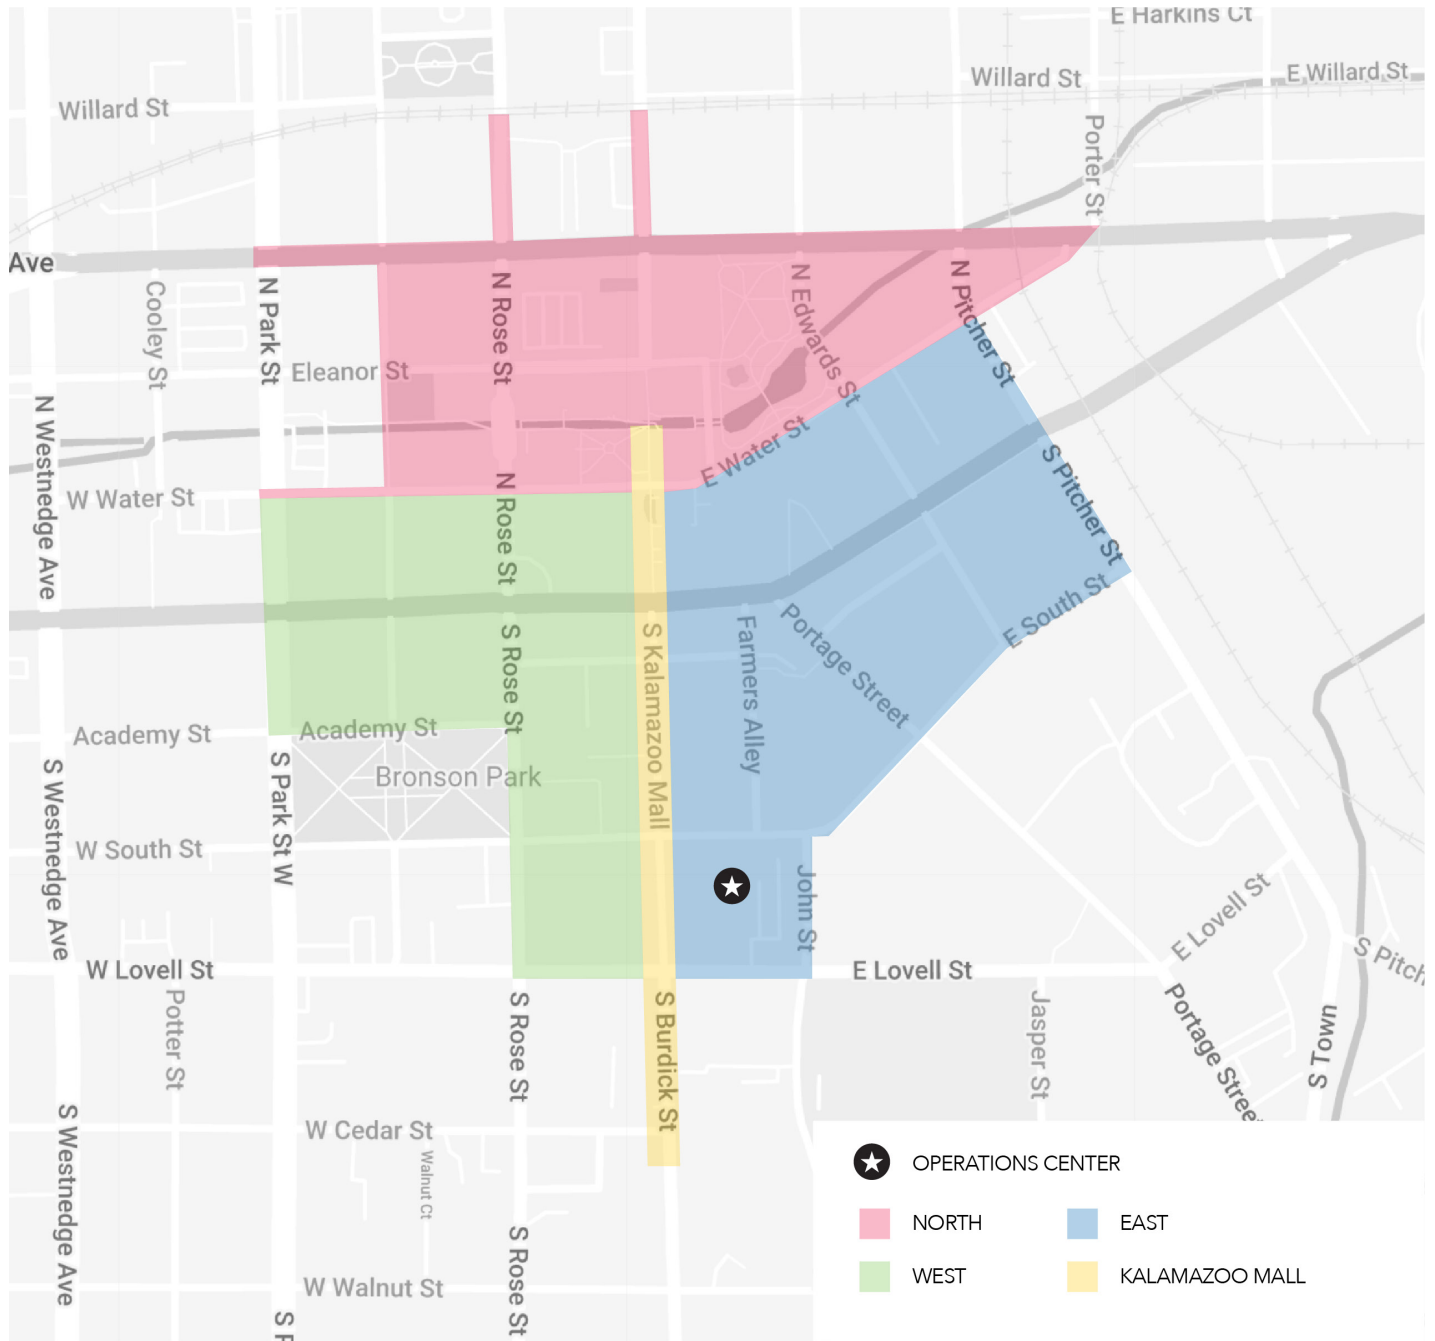 E Harkins Ct
Willard St
E Willard St
Willard St
Porter St
Ave
Cooley St
N Park St
N Rose St
N Edwards St
N Pitcher St
Eleanor St
N Westnedge Ave
E Water St
W Water St
N Rose St
S Pitcher St
E South St
Portage Street
Farmers Alley
S Kalamazoo Mall
S Rose St
Academy St
Academy St
Bronson Park
S Westnedge Ave
S Park St W
W South St
John St
E Lovell St
S Pitch
W Lovell St
E Lovell St
Potter St
S Rose St
S Burdick St
Jasper St
Portage Street
S Town
S Westnedge Ave
W Cedar St
Walnut Ct
S Rose St
W Walnut St
OPERATIONS CENTER
NORTH
EAST
WEST
KALAMAZOO MALL